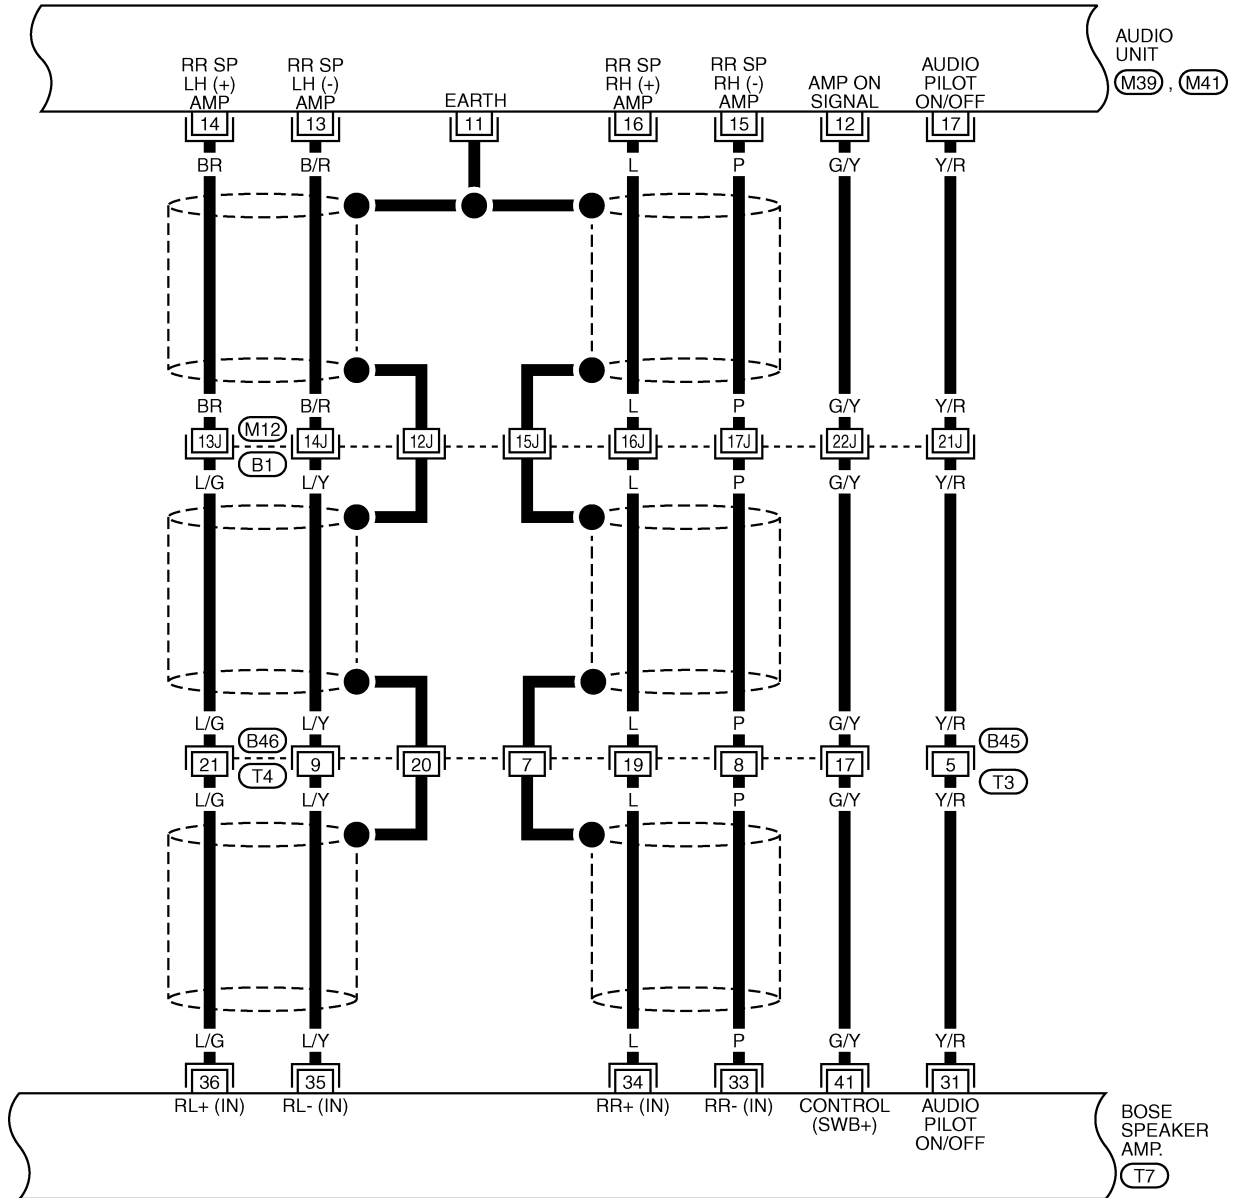 AUDIO
UNIT
M39 , M41
RR SP
LH (+)
AMP
RR SP
LH (-)
AMP
EARTH
RR SP
RH (+)
AMP
RR SP
RH (-)
AMP
AMP ON
SIGNAL
AUDIO
PILOT
ON/OFF
14 13 11 16 15 12 17
BR B/R L P G/Y Y/R
BR B/R L P G/Y Y/R
M12
13J 14J 12J 15J 16J 17J 22J 21J
B1
L/G L/Y L P G/Y Y/R
L/G L/Y L P G/Y Y/R
B46 B45
21 9 20 7 19 8 17 5
T4 T3
L/G L/Y L P G/Y Y/R
L/G L/Y L P G/Y Y/R
36 35 34 33 41 31
RL+ (IN) RL- (IN) RR+ (IN) RR- (IN)
CONTROL
(SWB+)
AUDIO
PILOT
ON/OFF
BOSE
SPEAKER
AMP.
T7